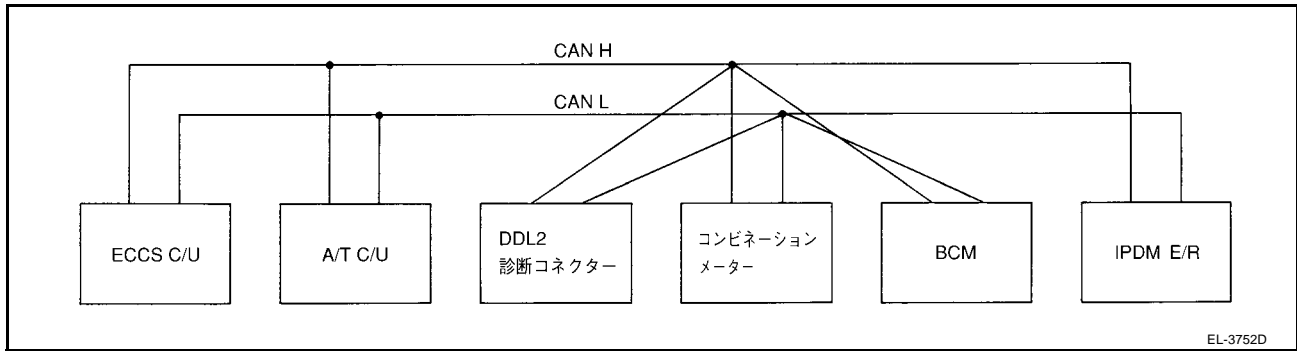 CAN H
CAN L
ECCS C/U
A/T C/U
DDL2
診断コネクター
コンビネーション
メーター
BCM
IPDM E/R
EL-3752D